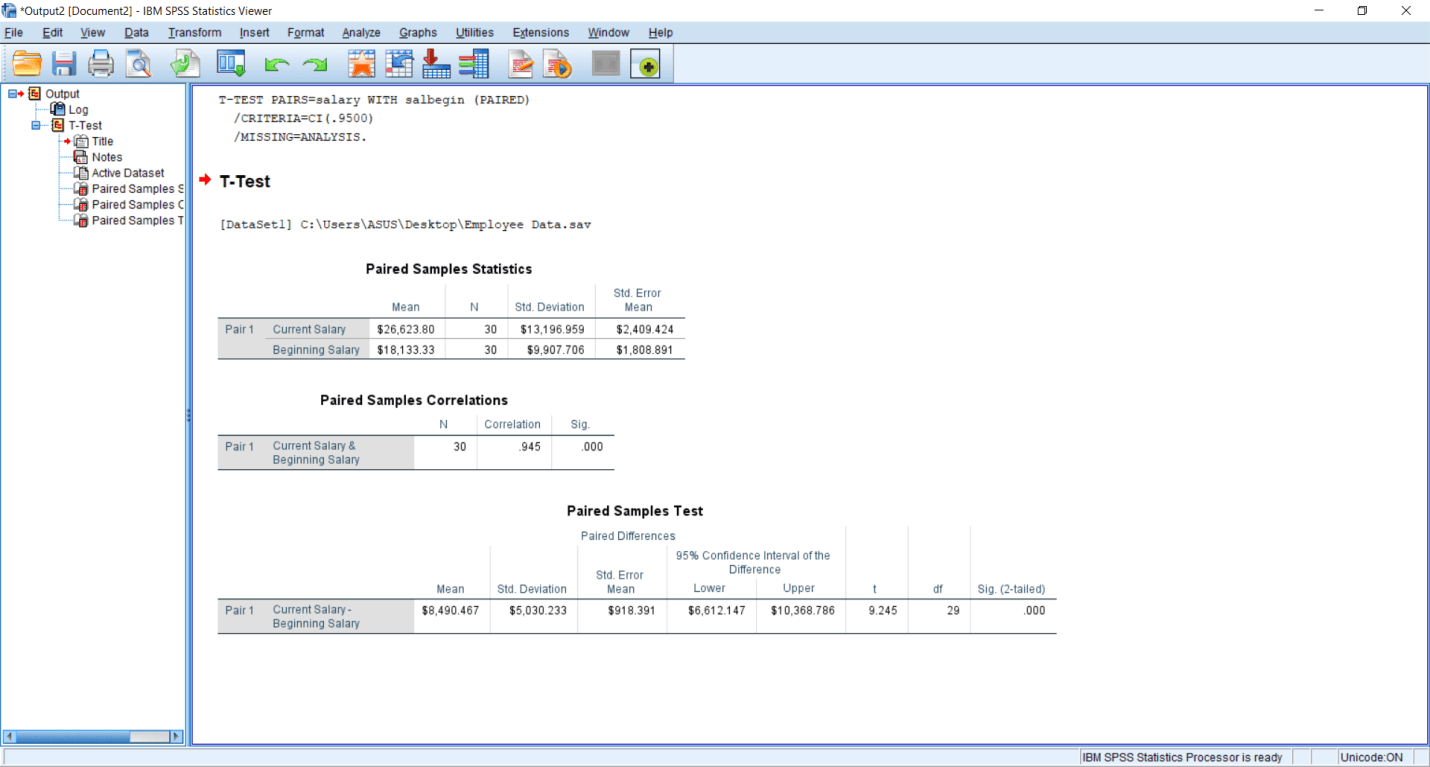 *Output2 [Document2] - IBM SPSS Statistics Viewer
File Edit View Data Transform Insert Format Analyze Graphs Utilities Extensions Window Help
Output
Log
T-Test
Title
Notes
Active Dataset
Paired Samples S
Paired Samples C
Paired Samples T
T-TEST PAIRS=salary WITH salbegin (PAIRED)
/CRITERIA=CI(.9500)
/MISSING=ANALYSIS.
T-Test
[DataSet1] C:\Users\ASUS\Desktop\Employee Data.sav
Paired Samples Statistics
Mean N Std. Deviation Std. Error Mean
Pair 1 Current Salary $26,623.80 30 $13,196.959 $2,409.424
Beginning Salary $18,133.33 30 $9,907.706 $1,808.891
Paired Samples Correlations
N Correlation Sig.
Pair 1 Current Salary & Beginning Salary 30 .945 .000
Paired Samples Test
Paired Differences
95% Confidence Interval of the Difference
Mean Std. Deviation Std. Error Mean Lower Upper t df Sig. (2-tailed)
Pair 1 Current Salary - Beginning Salary $8,490.467 $5,030.233 $918.391 $6,612.147 $10,368.786 9.245 29 .000
IBM SPSS Statistics Processor is ready Unicode:ON